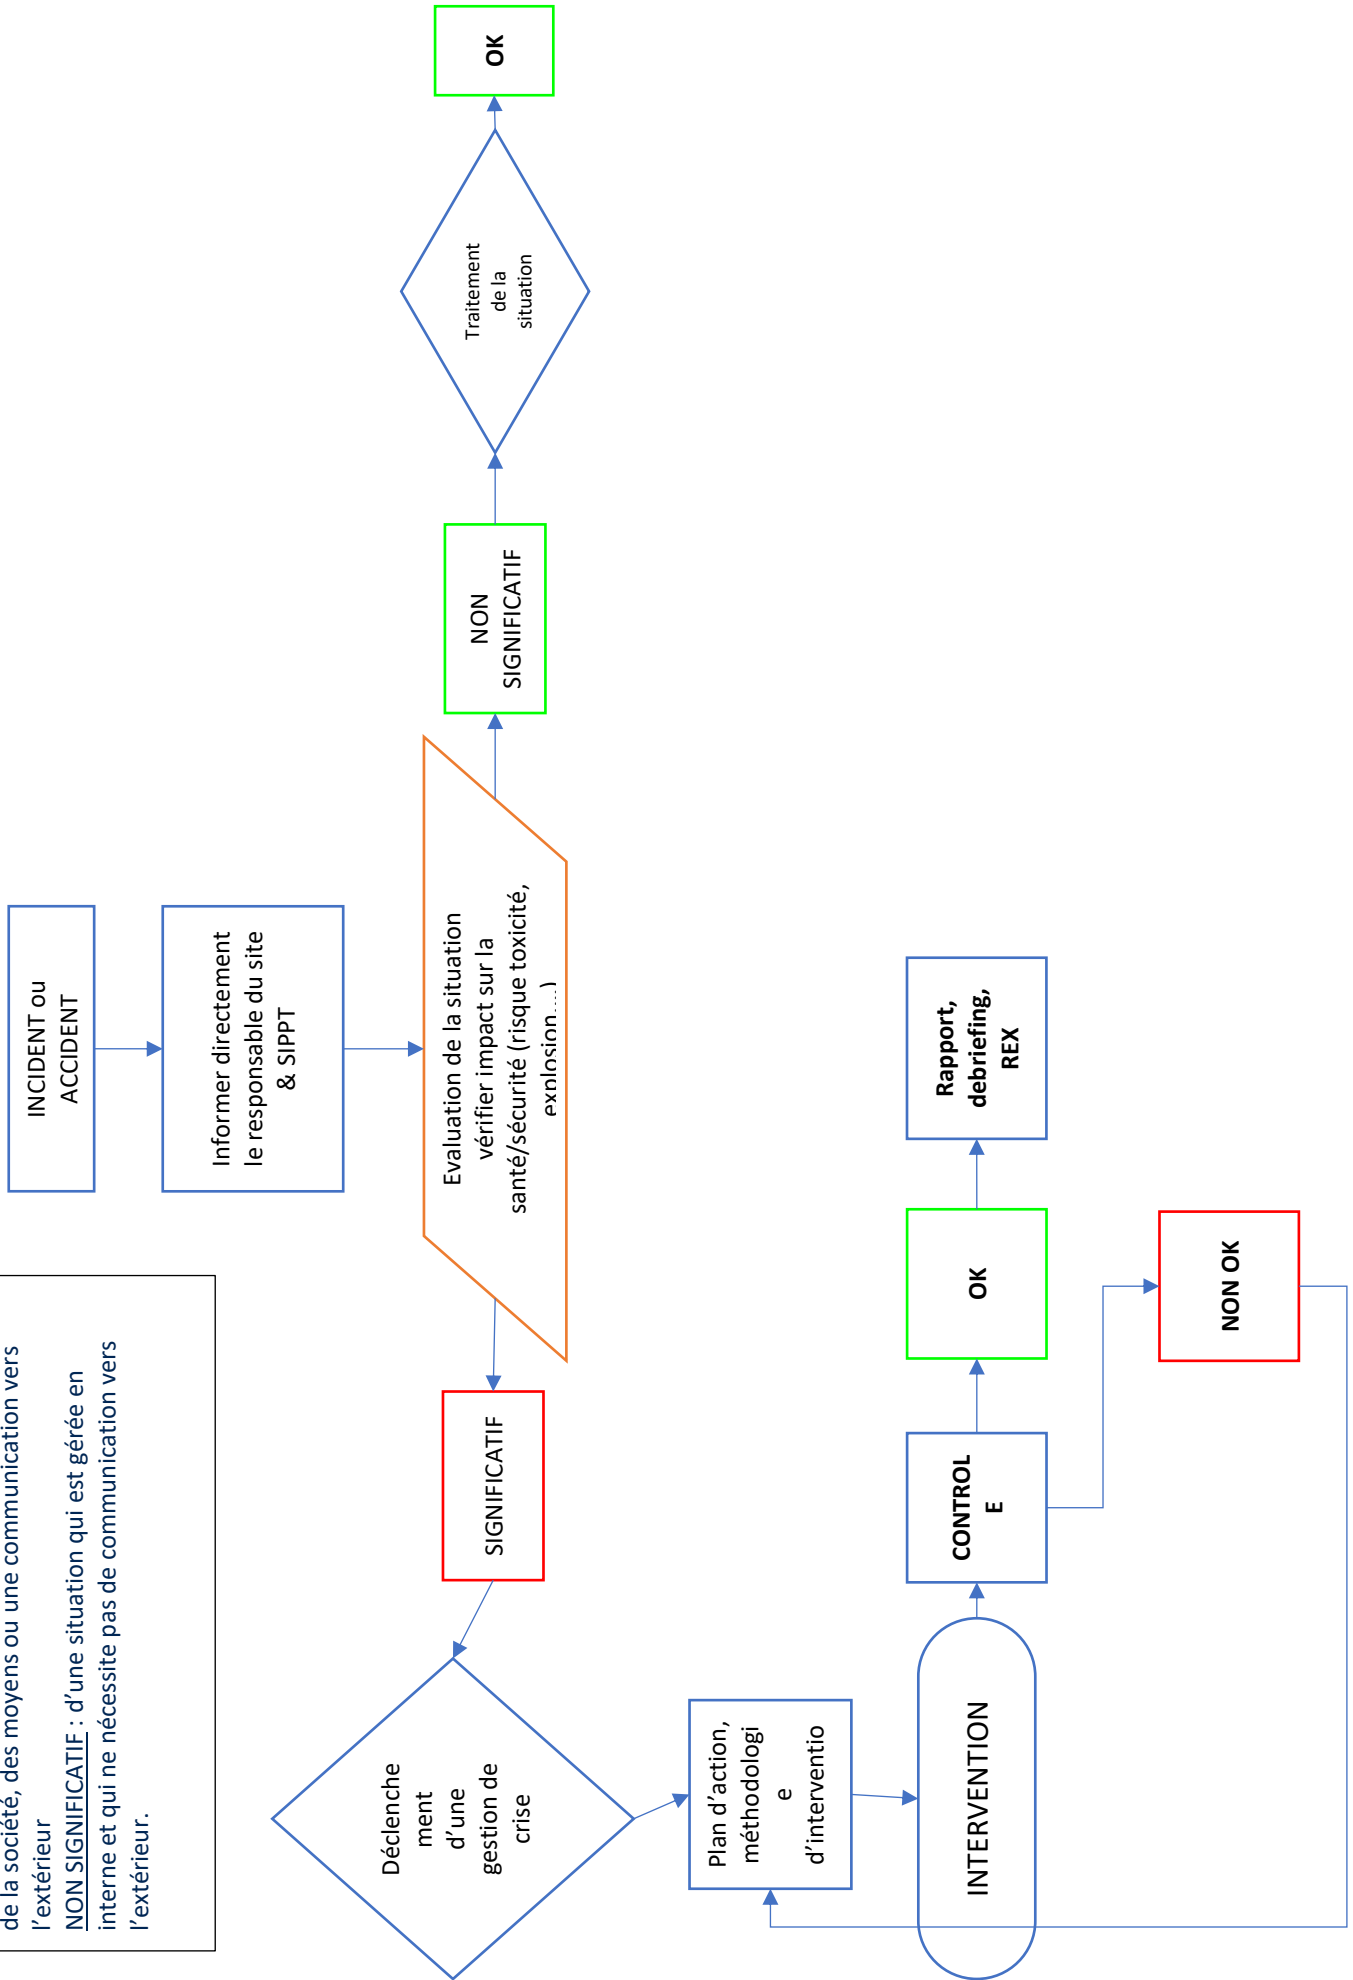 de la société, des moyens ou une communication vers
l'extérieur
NON SIGNIFICATIF : d'une situation qui est gérée en
interne et qui ne nécessite pas de communication vers
l'extérieur.
INCIDENT ou
ACCIDENT
Informer directement
le responsable du site
& SIPPT
Evaluation de la situation
vérifier impact sur la
santé/sécurité (risque toxicité,
explosion,…)
SIGNIFICATIF
NON
SIGNIFICATIF
Traitement
de la
situation
OK
Déclenche
ment
d'une
gestion de
crise
Plan d'action,
méthodologi
e
d'interventio
INTERVENTION
CONTROL
E
OK
Rapport,
debriefing,
REX
NON OK